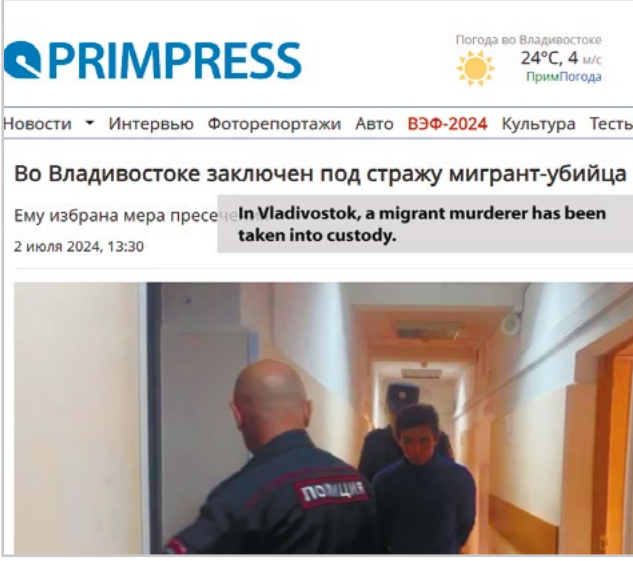 PRIMPRESS
Погода во Владивостоке
24°C, 4 м/с
ПримПогода
Новости Интервью Фоторепортажи Авто ВЭФ-2024 Культура Тесты
Во Владивостоке заключен под стражу мигрант-убийца
Ему избрана мера
In Vladivostok, a migrant murderer has been
taken into custody.
2 июля 2024, 13:30
ПОЛИЦИЯ